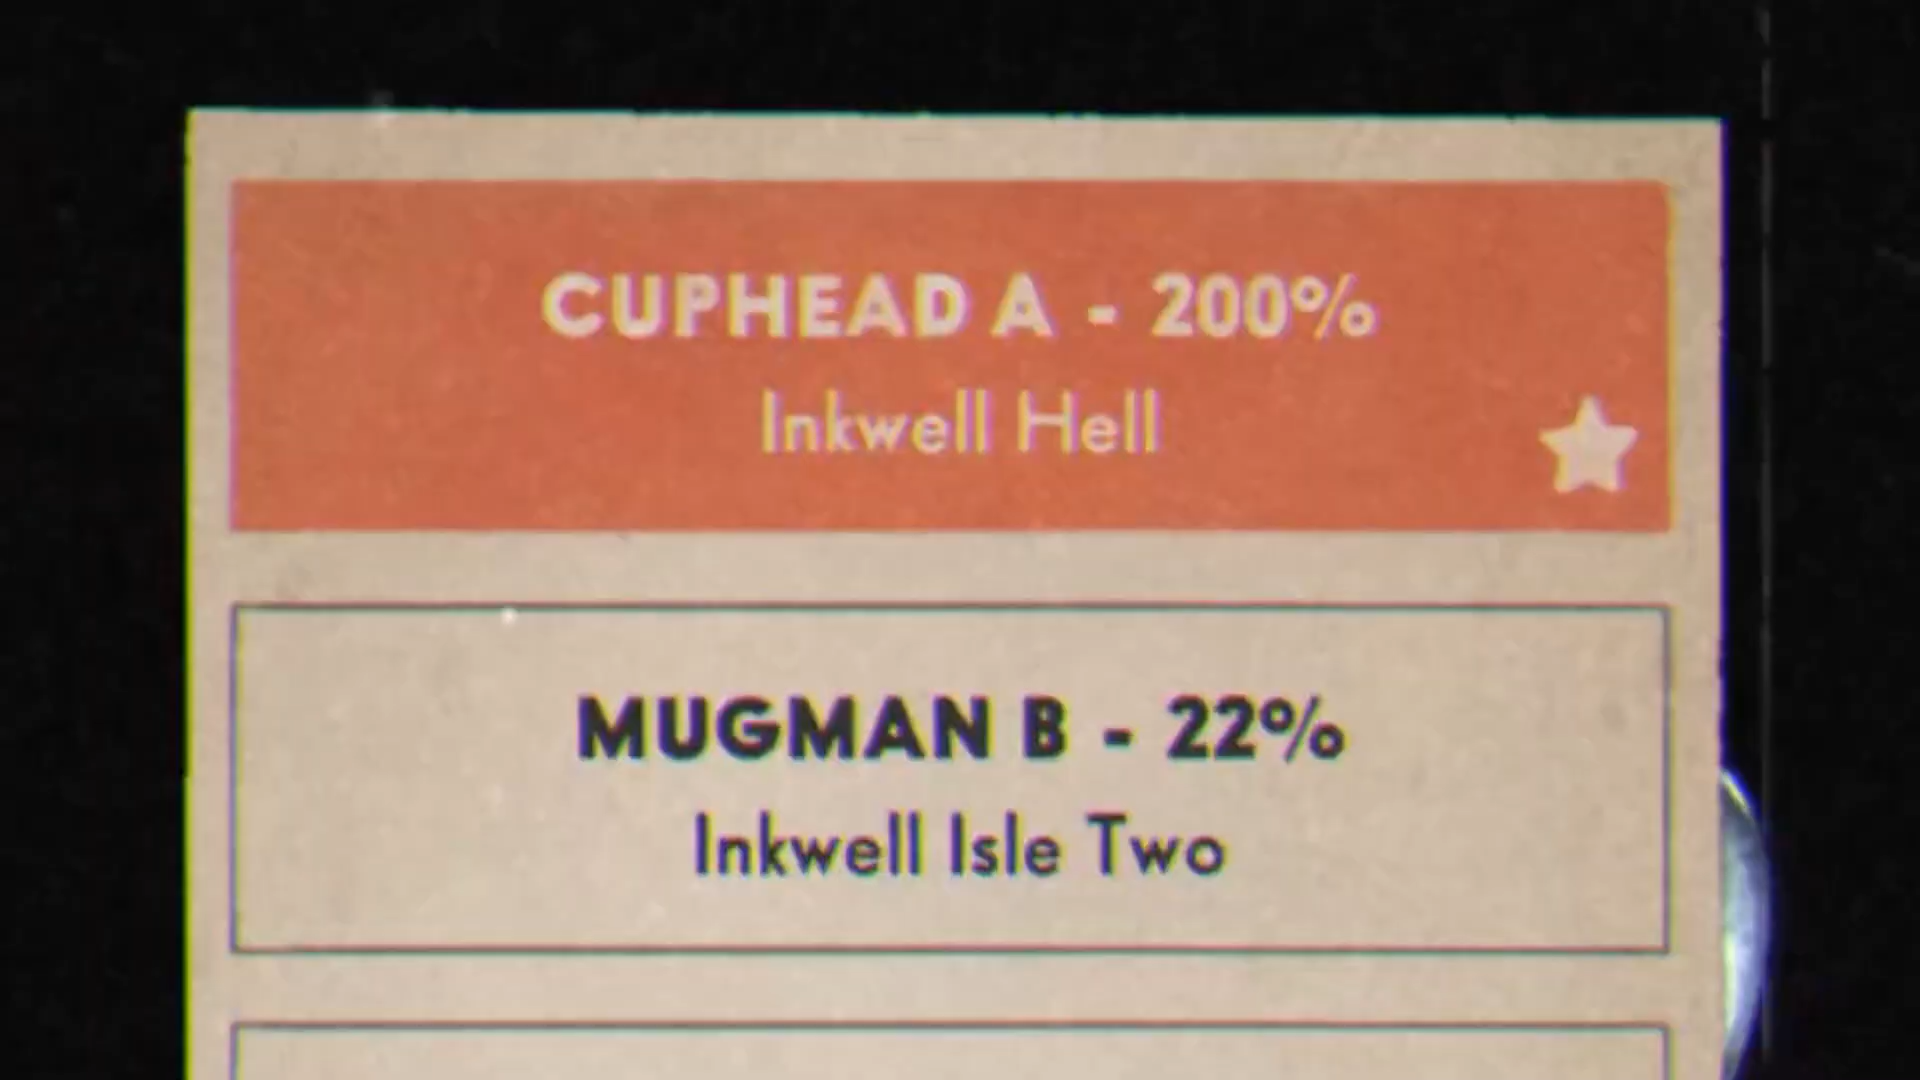 CUPHEAD A - 200%
Inkwell Hell
MUGMAN B - 22%
Inkwell Isle Two